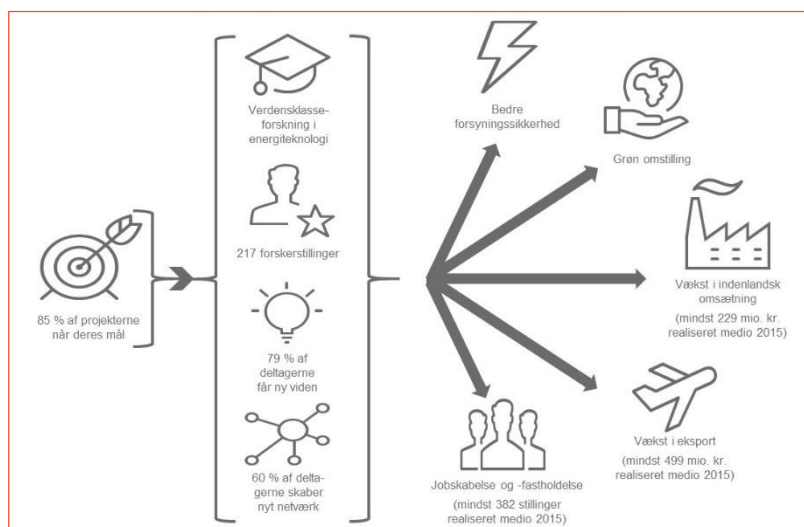 85 % af projekterne
når deres mål
Verdensklasse-
forskning i
energiteknologi
217 forskerstillinger
79 % af
deltagerne
får ny viden
60 % af delta-
gerne skaber
nyt netværk
Bedre
forsyningssikkerhed
Grøn omstilling
Vækst i indenlandsk
omsætning
(mindst 229 mio. kr.
realiseret medio 2015)
Vækst i eksport
(mindst 499 mio. kr.
realiseret medio 2015)
Jobskabelse og -fastholdelse
(mindst 382 stillinger
realiseret medio 2015)